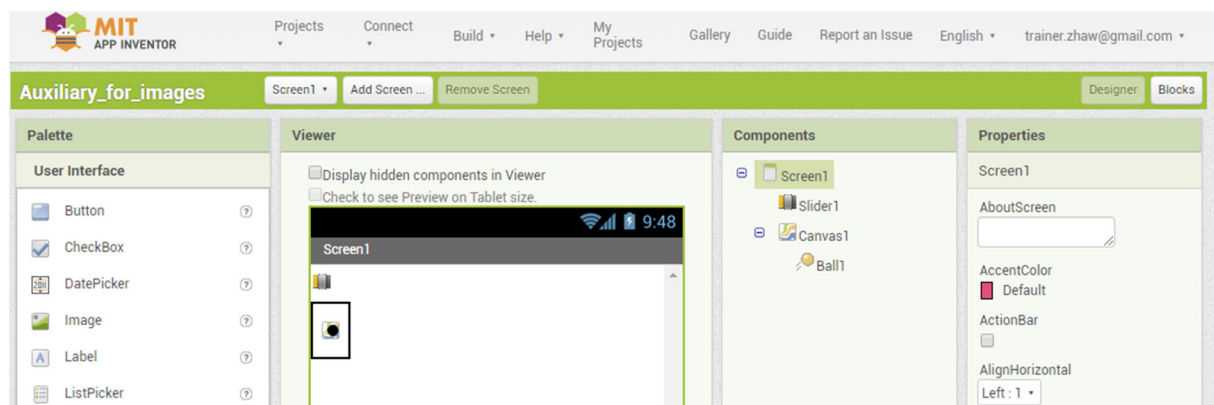 MIT
APP INVENTOR
Projects
Connect
Build
Help
My
Projects
Gallery
Guide
Report an Issue
English
trainer.zhaw@gmail.com
Auxiliary_for_images
Screen1
Add Screen ...
Remove Screen
Designer
Blocks
Palette
User Interface
Button
CheckBox
DatePicker
Image
Label
ListPicker
Viewer
Display hidden components in Viewer
Check to see Preview on Tablet size.
9:48
Screen1
Components
Screen1
Slider1
Canvas1
Ball1
Properties
Screen1
AboutScreen
AccentColor
Default
ActionBar
AlignHorizontal
Left : 1